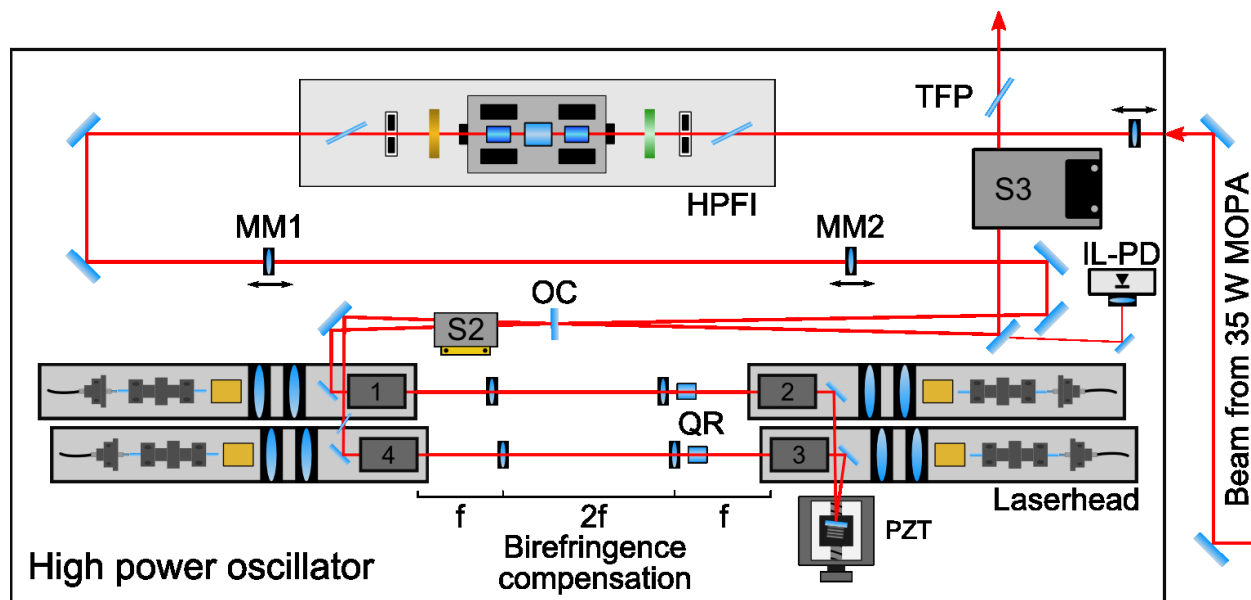 TFP
S3
HPFI
MM1
MM2
IL-PD
OC
S2
1
2
QR
4
3
Laserhead
f
2f
f
Birefringence
compensation
PZT
High power oscillator
Beam from 35 W MOPA